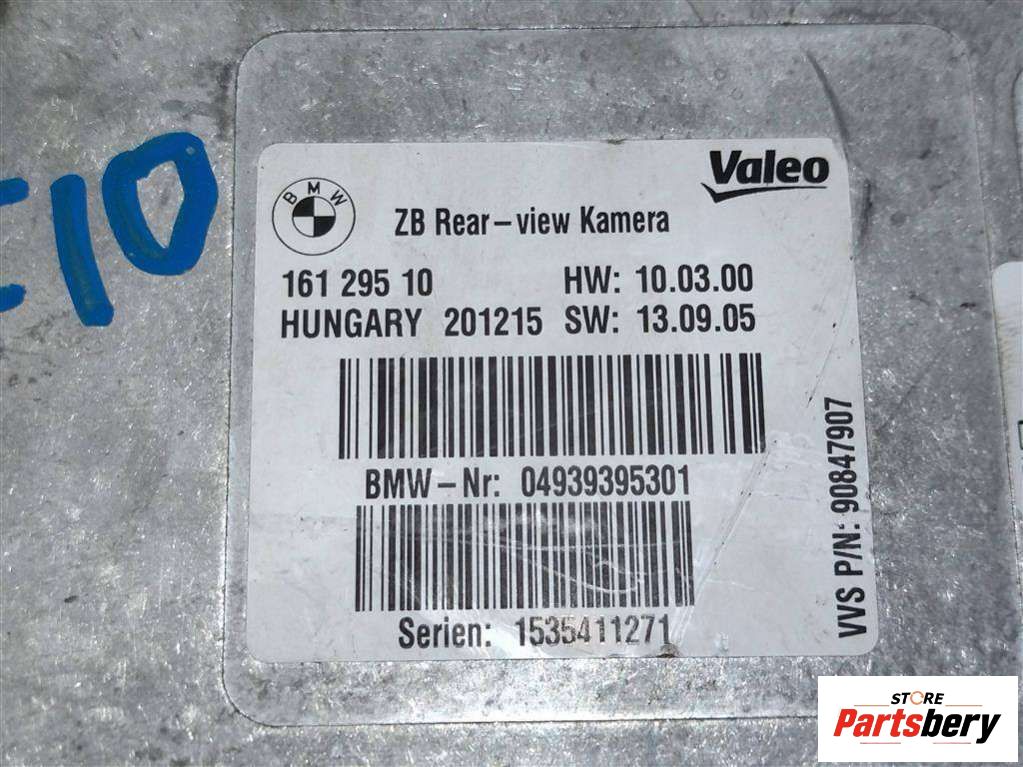 BMW
Valeo
ZB Rear-view Kamera
161 295 10 HW: 10.03.00
HUNGARY 201215 SW: 13.09.05
BMW-Nr: 04939395301
Serien: 1535411271
VVS P/N: 90847907
10
STORE
Partsbery